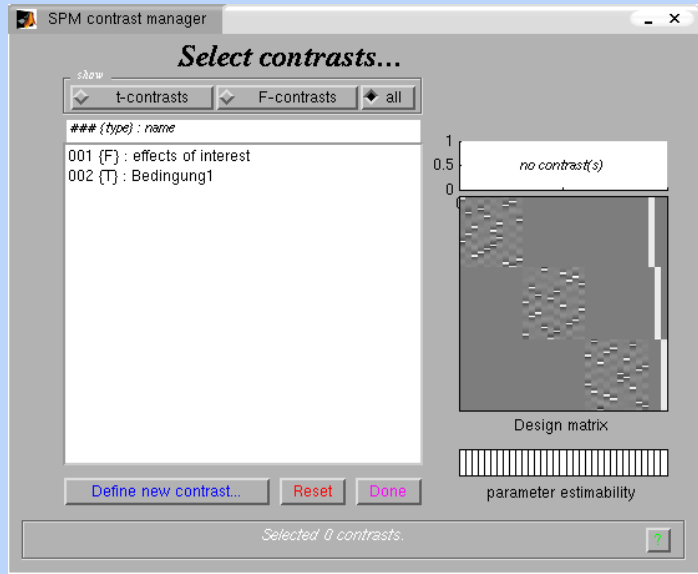 SPM contrast manager
Select contrasts...
show
t-contrasts
F-contrasts
all
### {type} : name
001 {F} : effects of interest
002 {T} : Bedingung1
1
0.5
0
no contrast(s)
0
Design matrix
parameter estimability
Define new contrast...
Reset
Done
Selected 0 contrasts.
?